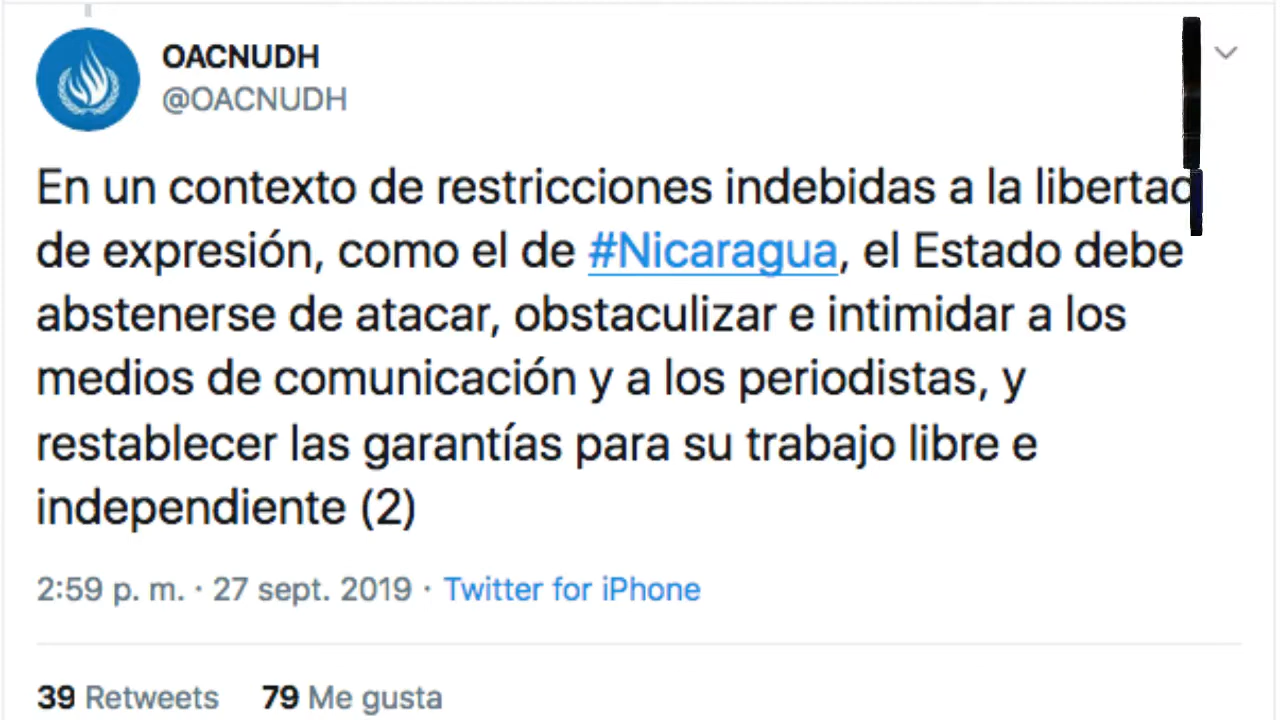 OACNUDH
@OACNUDH
En un contexto de restricciones indebidas a la libertad
de expresión, como el de #Nicaragua, el Estado debe
abstenerse de atacar, obstaculizar e intimidar a los
medios de comunicación y a los periodistas, y
restablecer las garantías para su trabajo libre e
independiente (2)
2:59 p. m. · 27 sept. 2019 · Twitter for iPhone
39 Retweets 79 Me gusta